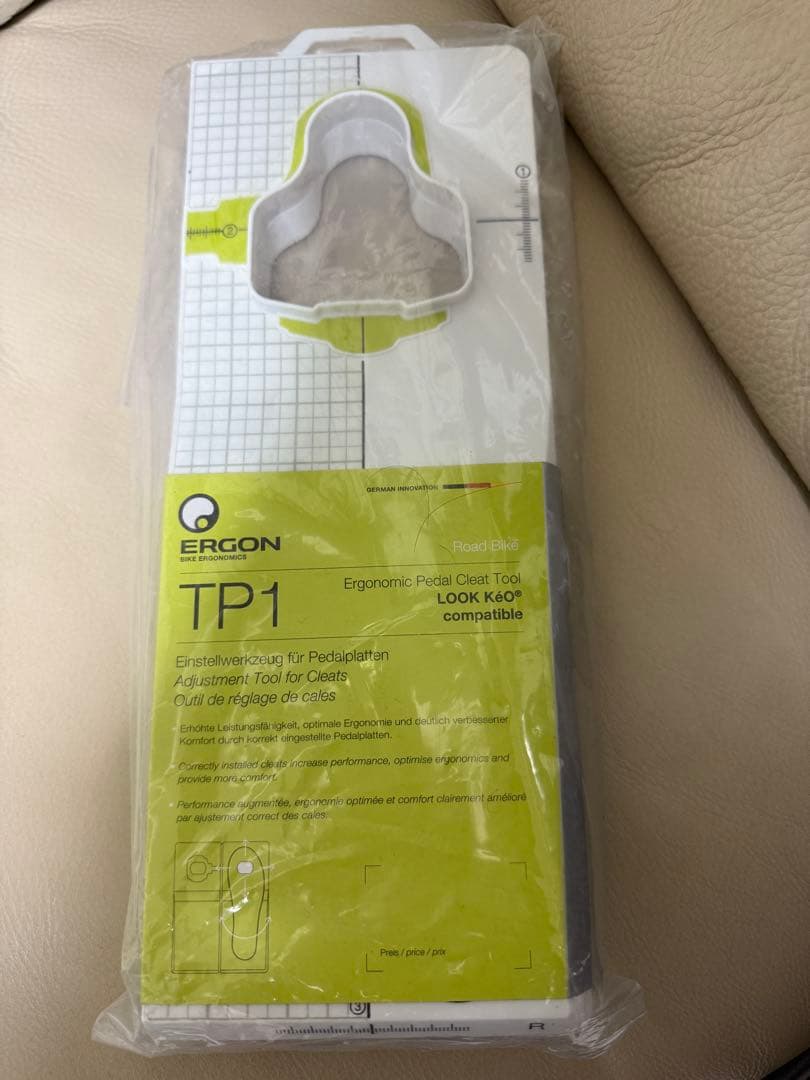 1
2
GERMAN INNOVATION
ERGON
BIKE ERGONOMICS
Road Bike
TP1
Ergonomic Pedal Cleat Tool
LOOK KéO®
compatible
Einstellwerkzeug für Pedalplatten
Adjustment Tool for Cleats
Outil de réglage de cales
Erhöhte Leistungsfähigkeit, optimale Ergonomie und deutlich verbesserter
Komfort durch korrekt eingestellte Pedalplatten.
Correctly installed cleats increase performance, optimise ergonomics and
provide more comfort.
Performance augmentée, ergonomie optimée et comfort clairement amélioré
par ajustement correct des cales.
Preis / price / prix
3
R